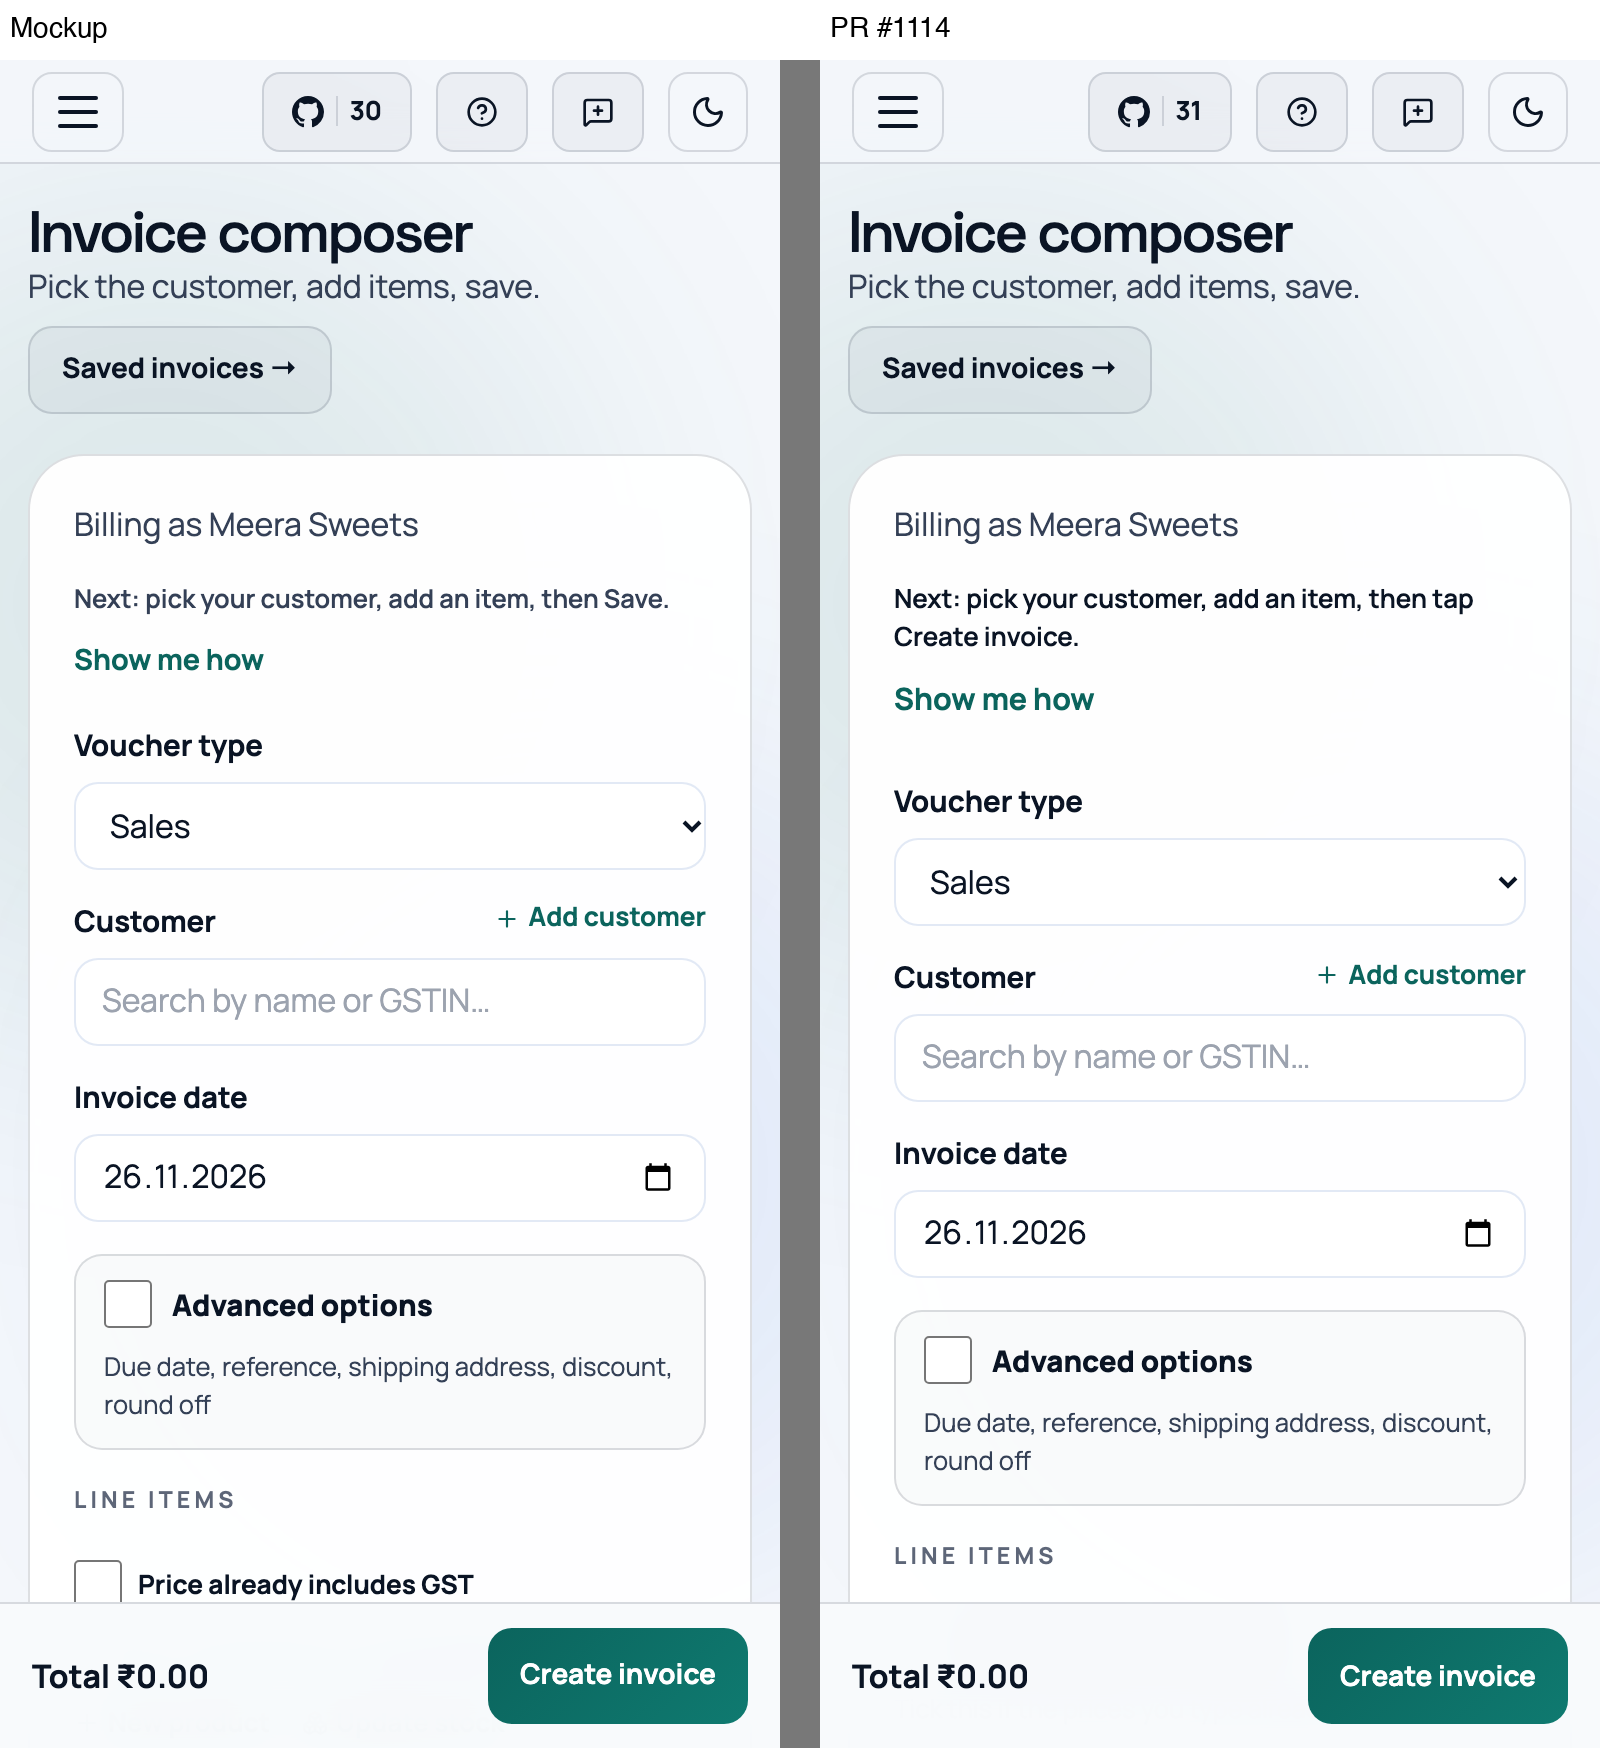 Mockup
30
Invoice composer
Pick the customer, add items, save.
Saved invoices →
Billing as Meera Sweets
Next: pick your customer, add an item, then Save.
Show me how
Voucher type
Sales
Customer
+ Add customer
Search by name or GSTIN...
Invoice date
26.11.2026
Advanced options
Due date, reference, shipping address, discount,
round off
LINE ITEMS
Price already includes GST
Total ₹0.00
Create invoice
PR #1114
31
Invoice composer
Pick the customer, add items, save.
Saved invoices →
Billing as Meera Sweets
Next: pick your customer, add an item, then tap
Create invoice.
Show me how
Voucher type
Sales
Customer
+ Add customer
Search by name or GSTIN...
Invoice date
26.11.2026
Advanced options
Due date, reference, shipping address, discount,
round off
LINE ITEMS
Total ₹0.00
Create invoice